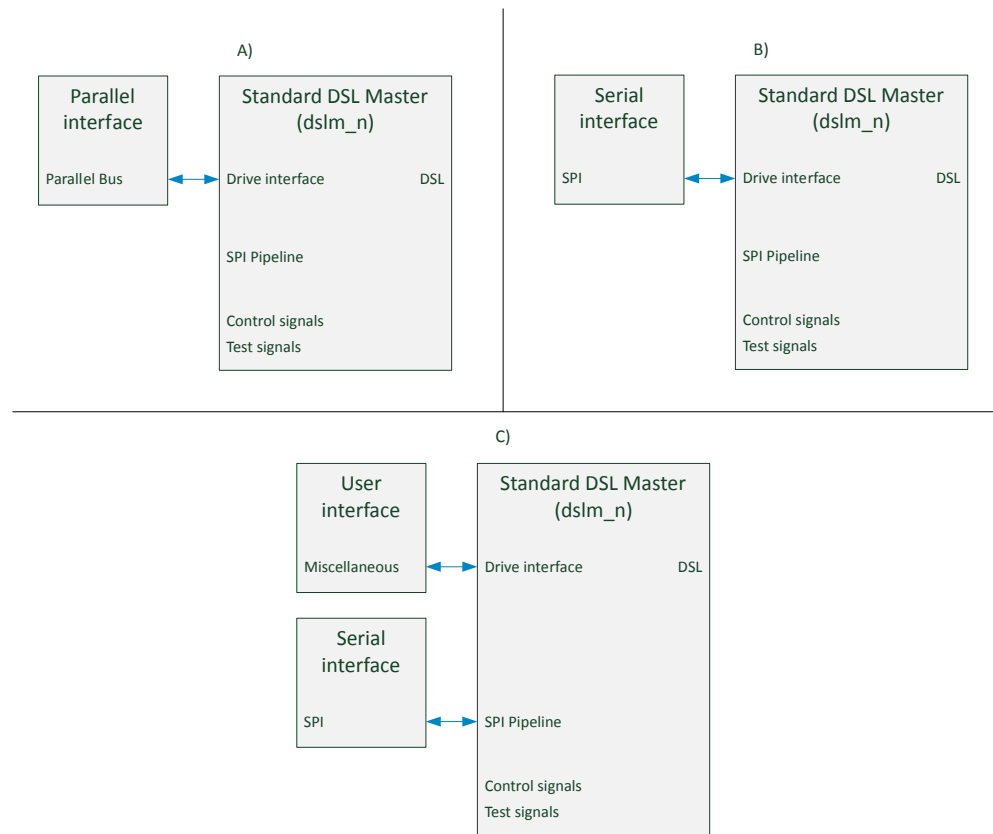 A)
Parallel
interface
Parallel Bus
Standard DSL Master
(dslm_n)
Drive interface
DSL
SPI Pipeline
Control signals
Test signals
B)
Serial
interface
SPI
Standard DSL Master
(dslm_n)
Drive interface
DSL
SPI Pipeline
Control signals
Test signals
C)
User
interface
Miscellaneous
Serial
interface
SPI
Standard DSL Master
(dslm_n)
Drive interface
DSL
SPI Pipeline
Control signals
Test signals